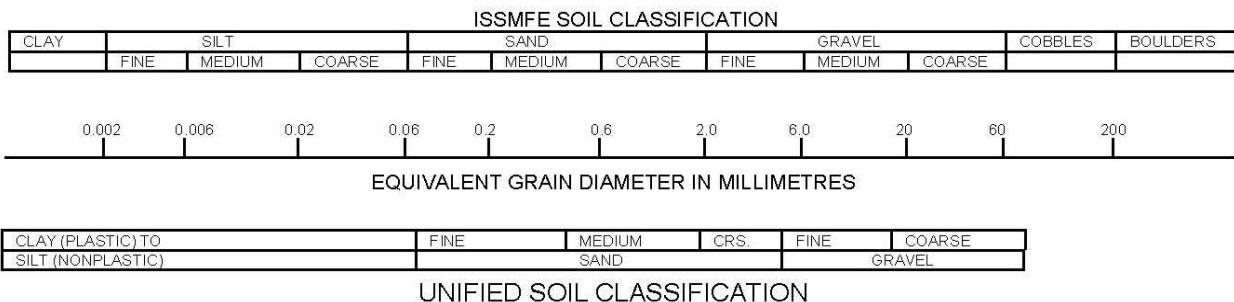 ISSMFE SOIL CLASSIFICATION
CLAY SILT SAND GRAVEL COBBLES BOULDERS
FINE MEDIUM COARSE FINE MEDIUM COARSE FINE MEDIUM COARSE
0.002 0.006 0.02 0.06 0.2 0.6 2.0 6.0 20 60 200
EQUIVALENT GRAIN DIAMETER IN MILLIMETRES
CLAY (PLASTIC) TO FINE MEDIUM CRS. FINE COARSE
SILT (NONPLASTIC) SAND GRAVEL
UNIFIED SOIL CLASSIFICATION